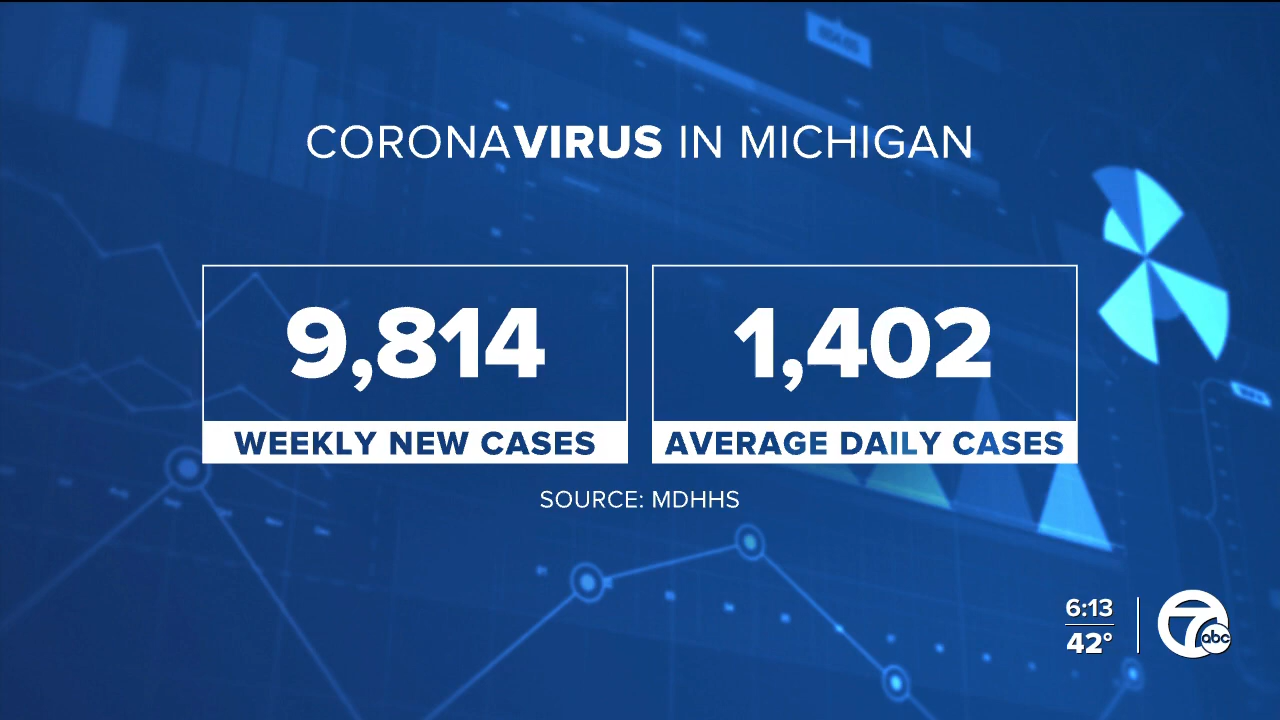 CORONAVIRUS IN MICHIGAN
9,814
1,402
WEEKLY NEW CASES
AVERAGE DAILY CASES
SOURCE: MDHHS
6:13
42°
7
abc